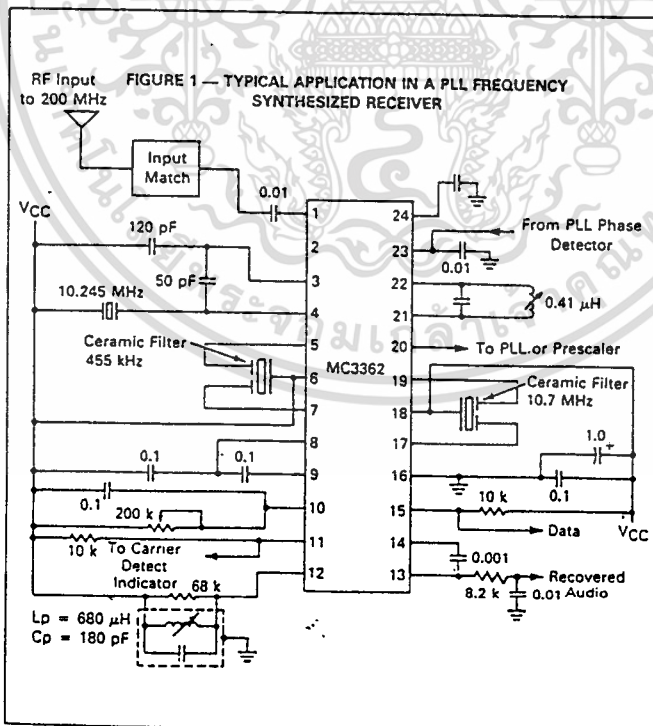 RF Input
to 200 MHz
FIGURE 1 — TYPICAL APPLICATION IN A PLL FREQUENCY
SYNTHESIZED RECEIVER
Input
Match
0.01
VCC
120 pF
50 pF
10.245 MHz
Ceramic Filter
455 kHz
0.1
0.1
0.1
200 k
10 k
To Carrier
Detect
Indicator
68 k
Lp = 680 µH
Cp = 180 pF
1
2
3
4
5
6
7
8
9
10
11
12
MC3362
24
23
22
21
20
19
18
17
16
15
14
13
From PLL Phase
Detector
0.01
0.41 µH
To PLL or Prescaler
Ceramic Filter
10.7 MHz
1.0
+
0.1
10 k
VCC
Data
0.001
8.2 k
0.01
Recovered
Audio